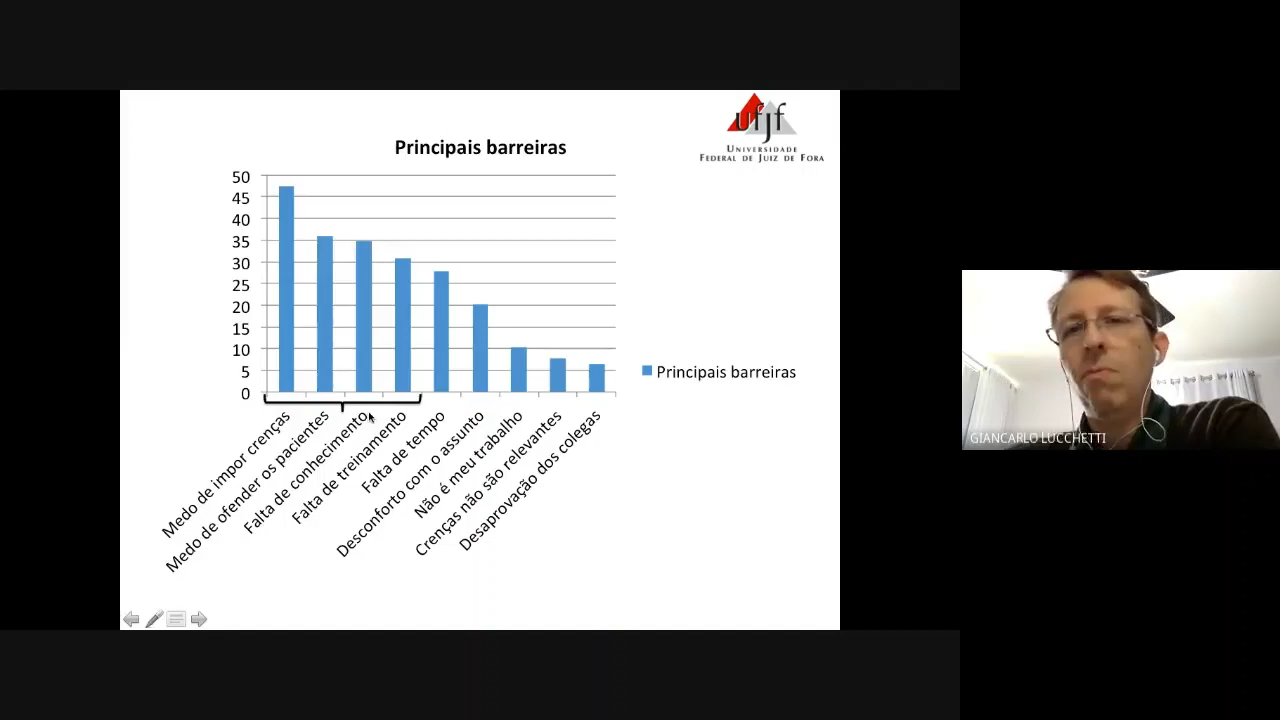 ufjf
UNIVERSIDADE
FEDERAL DE JUIZ DE FORA
Principais barreiras
50
45
40
35
30
25
20
15
10
5
0
Medo de impor crenças
Medo de ofender os pacientes
Falta de conhecimento
Falta de treinamento
Falta de tempo
Desconforto com o assunto
Não é meu trabalho
Crenças não são relevantes
Desaprovação dos colegas
Principais barreiras
GIANCARLO LUCCHETTI